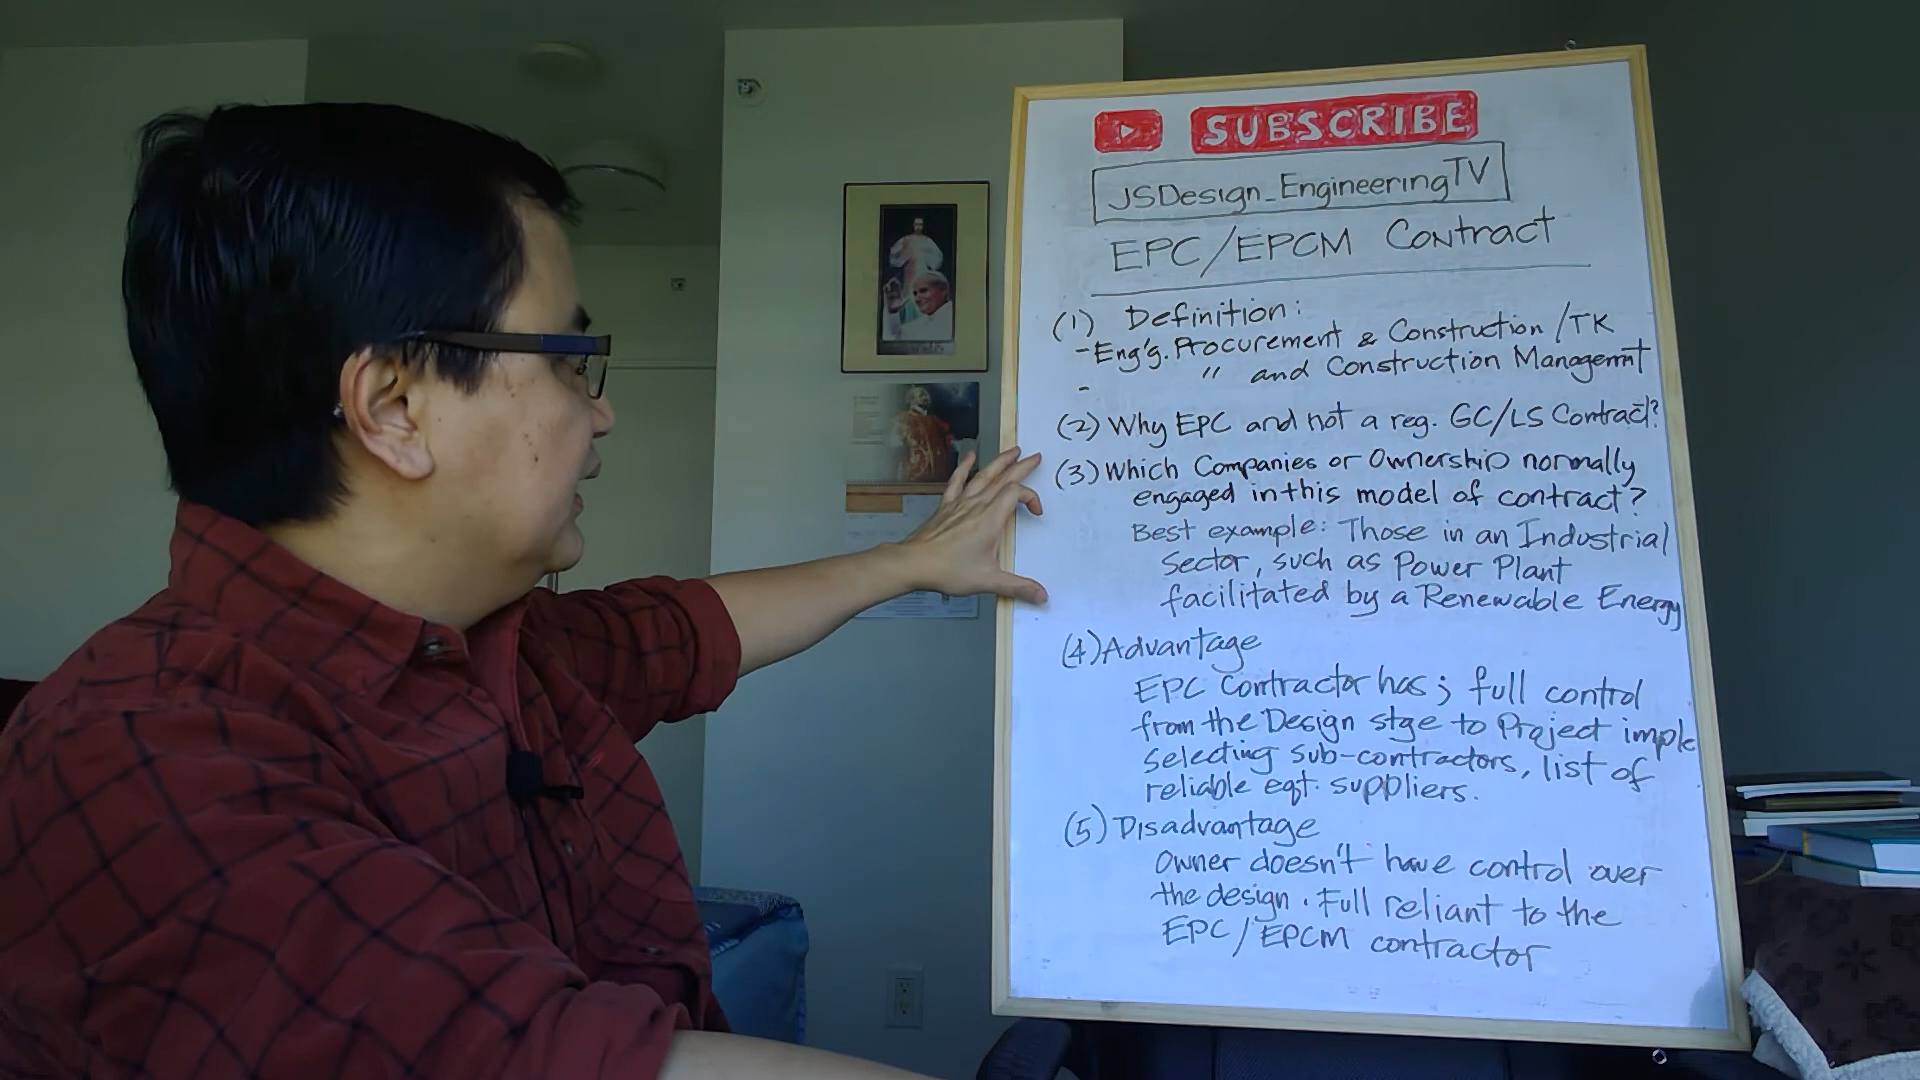 SUBSCRIBE
JSDesign_EngineeringTV
EPC/EPCM Contract
(1) Definition:
- Eng'g. Procurement & Construction /TK
- " and Construction Managemnt
(2) Why EPC and not a reg. GC/LS Contract?
(3) Which Companies or Ownership normally
engaged in this model of contract?
Best example: Those in an Industrial
Sector, such as Power Plant
facilitated by a Renewable Energy
(4) Advantage
EPC Contractor has; full control
from the Design stge to Project imple
selecting sub-contractors, list of
reliable eqt. suppliers.
(5) Disadvantage
Owner doesn't have control over
the design. Full reliant to the
EPC/EPCM contractor